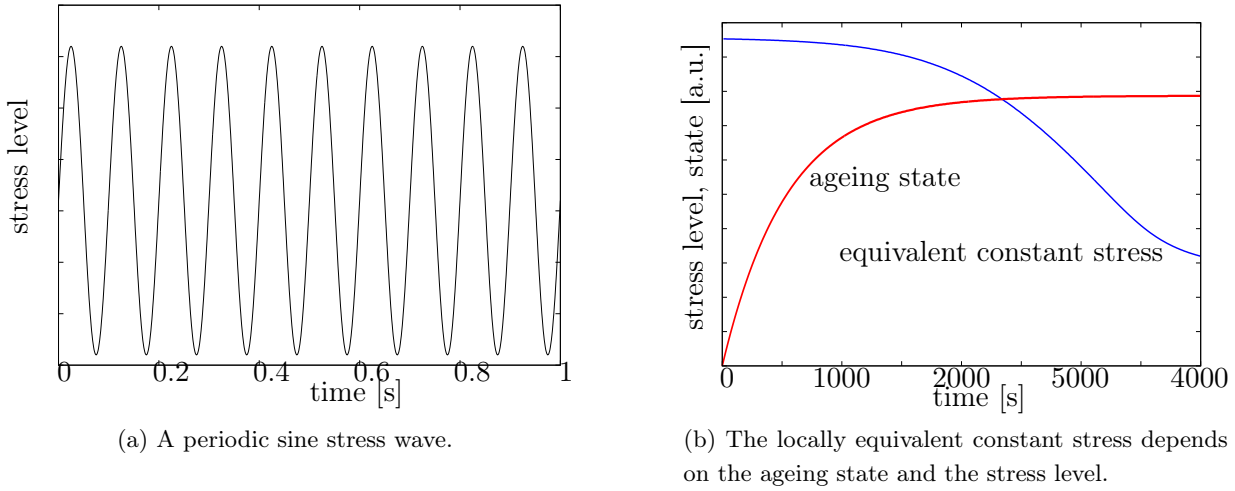 stress level
0 0.2 0.4 0.6 0.8 1
time [s]
(a) A periodic sine stress wave.
stress level, state [a.u.]
ageing state
equivalent constant stress
0 1000 2000 5000 4000
time [s]
(b) The locally equivalent constant stress depends
on the ageing state and the stress level.